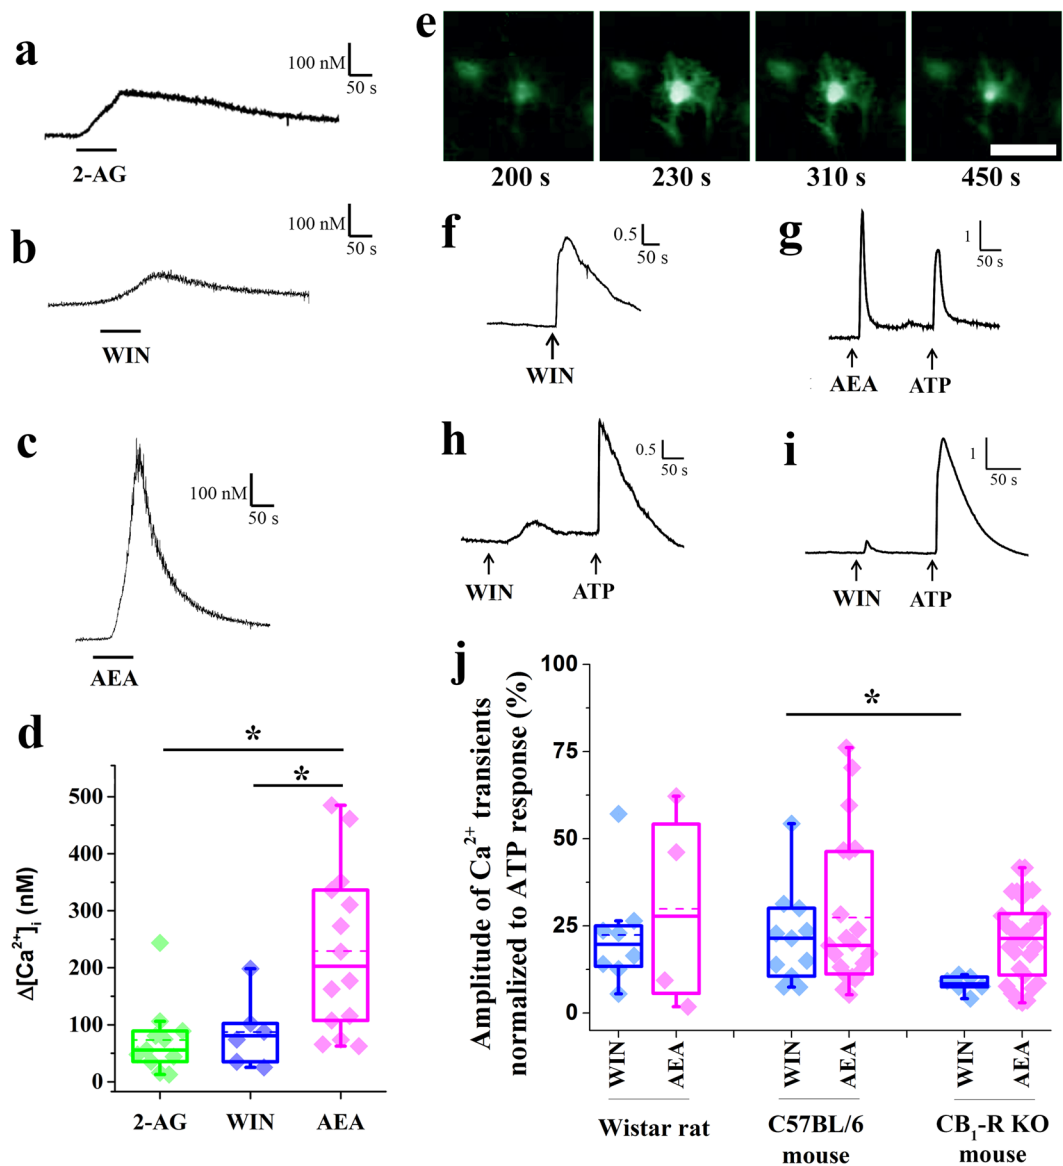 a
100 nM
50 s
2-AG
b
100 nM
50 s
WIN
c
100 nM
50 s
AEA
d
*
*
Δ[Ca²⁺]ᵢ (nM)
500
400
300
200
100
0
2-AG WIN AEA
e
200 s 230 s 310 s 450 s
f
0.5
50 s
WIN
g
1
50 s
AEA ATP
h
0.5
50 s
WIN ATP
i
1
50 s
WIN ATP
j
*
Amplitude of Ca²⁺ transients
normalized to ATP response (%)
100
75
50
25
0
WIN AEA WIN AEA WIN AEA
Wistar rat C57BL/6 CB₁-R KO
mouse mouse